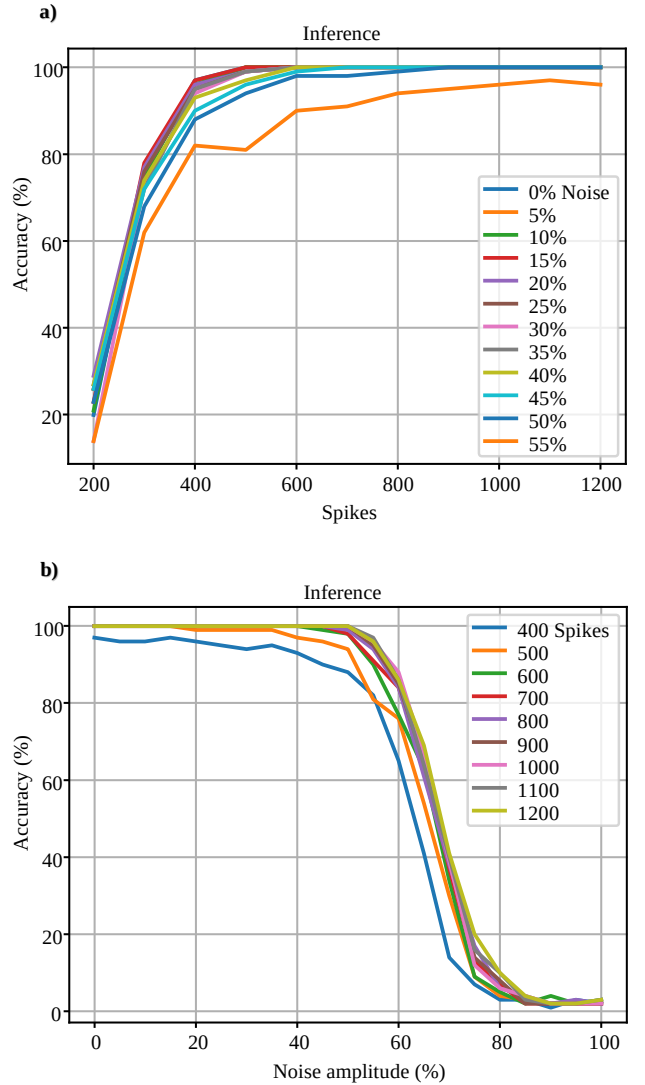 a)
Inference
100
80
60
40
20
Accuracy (%)
0% Noise
5%
10%
15%
20%
25%
30%
35%
40%
45%
50%
55%
200 400 600 800 1000 1200
Spikes
b)
Inference
100
80
60
40
20
0
Accuracy (%)
400 Spikes
500
600
700
800
900
1000
1100
1200
0 20 40 60 80 100
Noise amplitude (%)